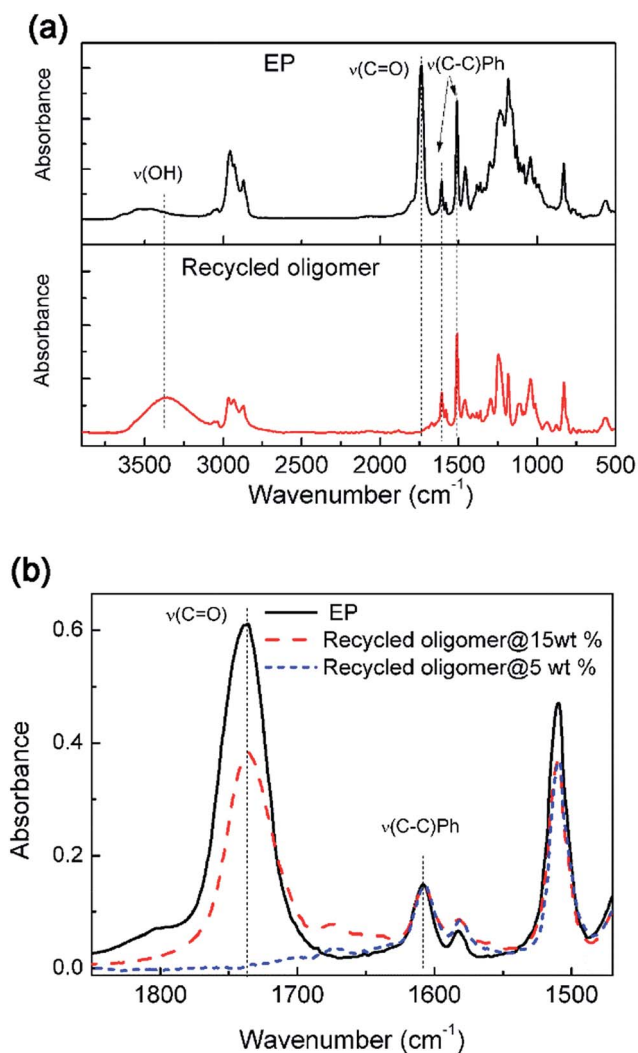 (a)
EP
ν(C=O)
ν(C-C)Ph
ν(OH)
Absorbance
Recycled oligomer
Absorbance
3500 3000 2500 2000 1500 1000 500
Wavenumber (cm⁻¹)
(b)
ν(C=O)
EP
Recycled oligomer@15wt %
Recycled oligomer@5 wt %
0.6
0.4
0.2
0.0
ν(C-C)Ph
Absorbance
1800 1700 1600 1500
Wavenumber (cm⁻¹)